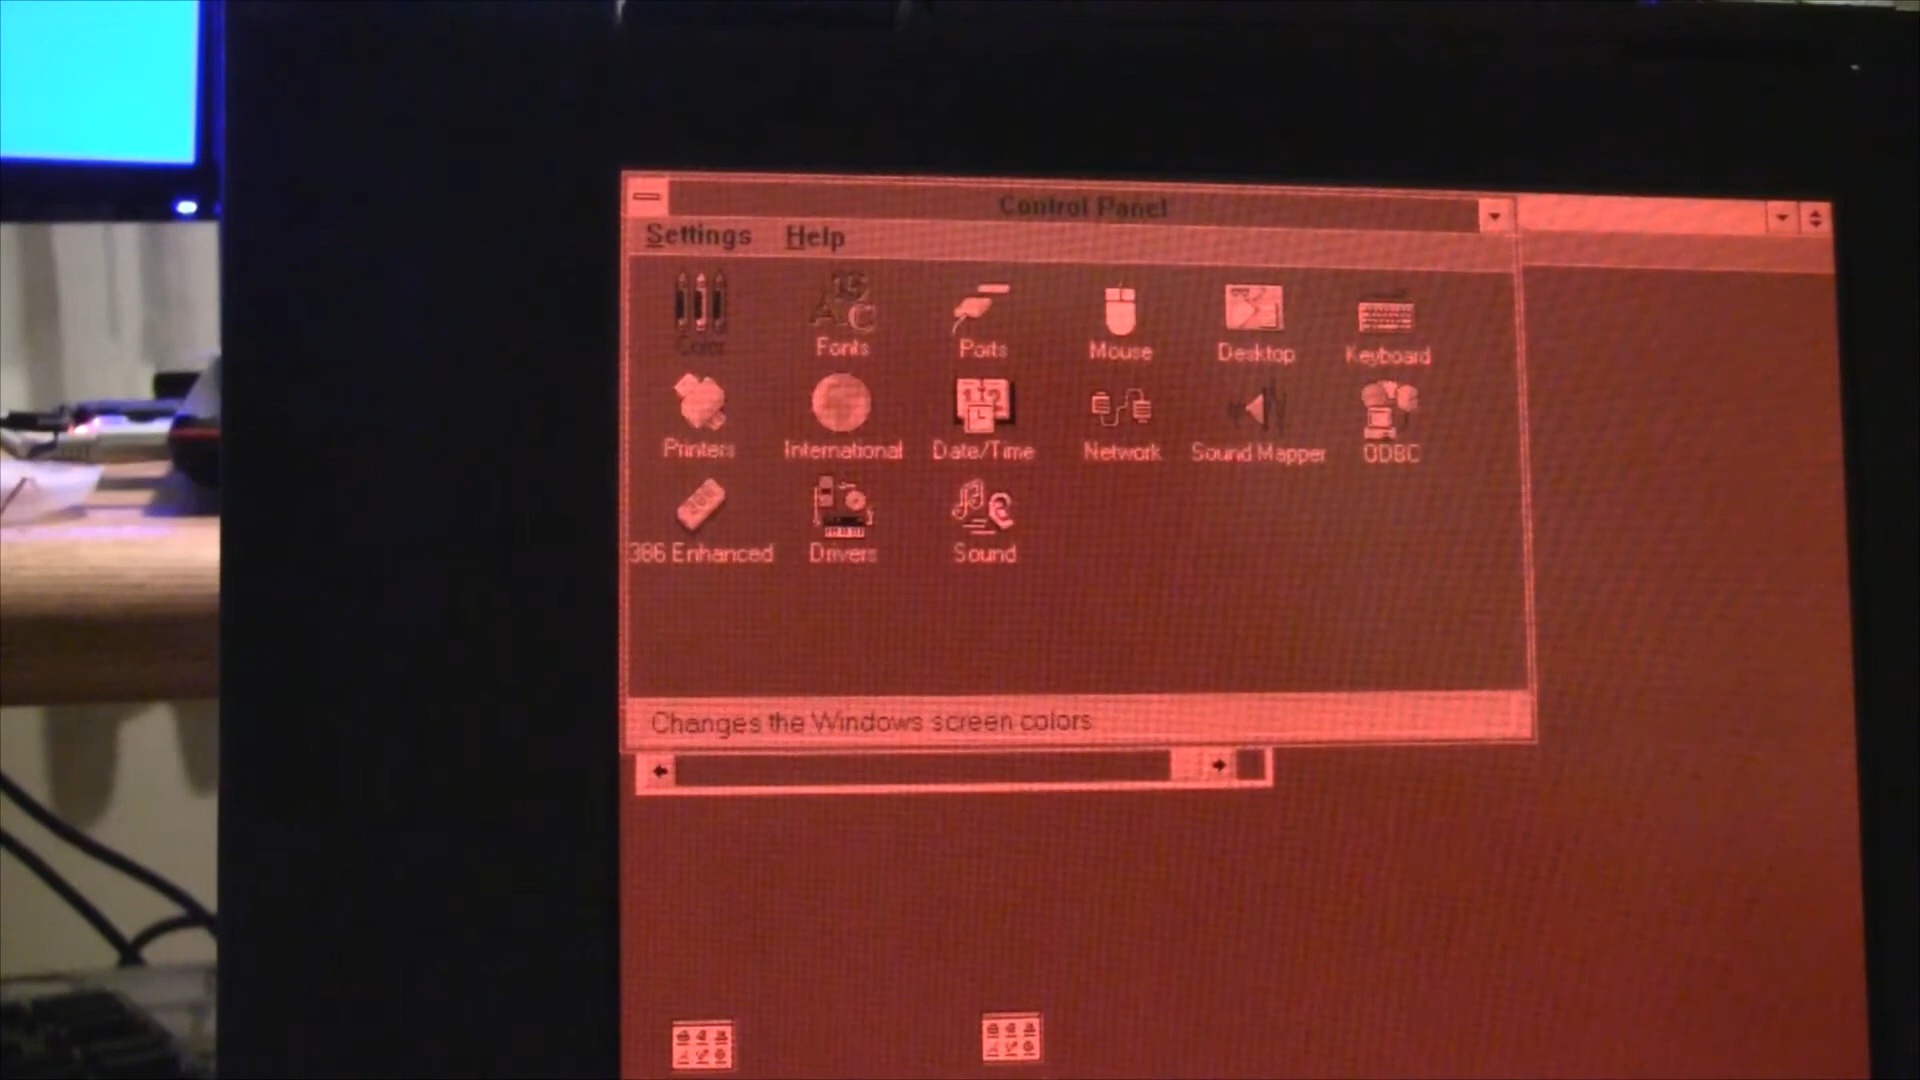 Control Panel
Settings Help
Color Fonts Ports Mouse Desktop Keyboard
Printers International Date/Time Network Sound Mapper ODBC
386 Enhanced Drivers Sound
Changes the Windows screen colors